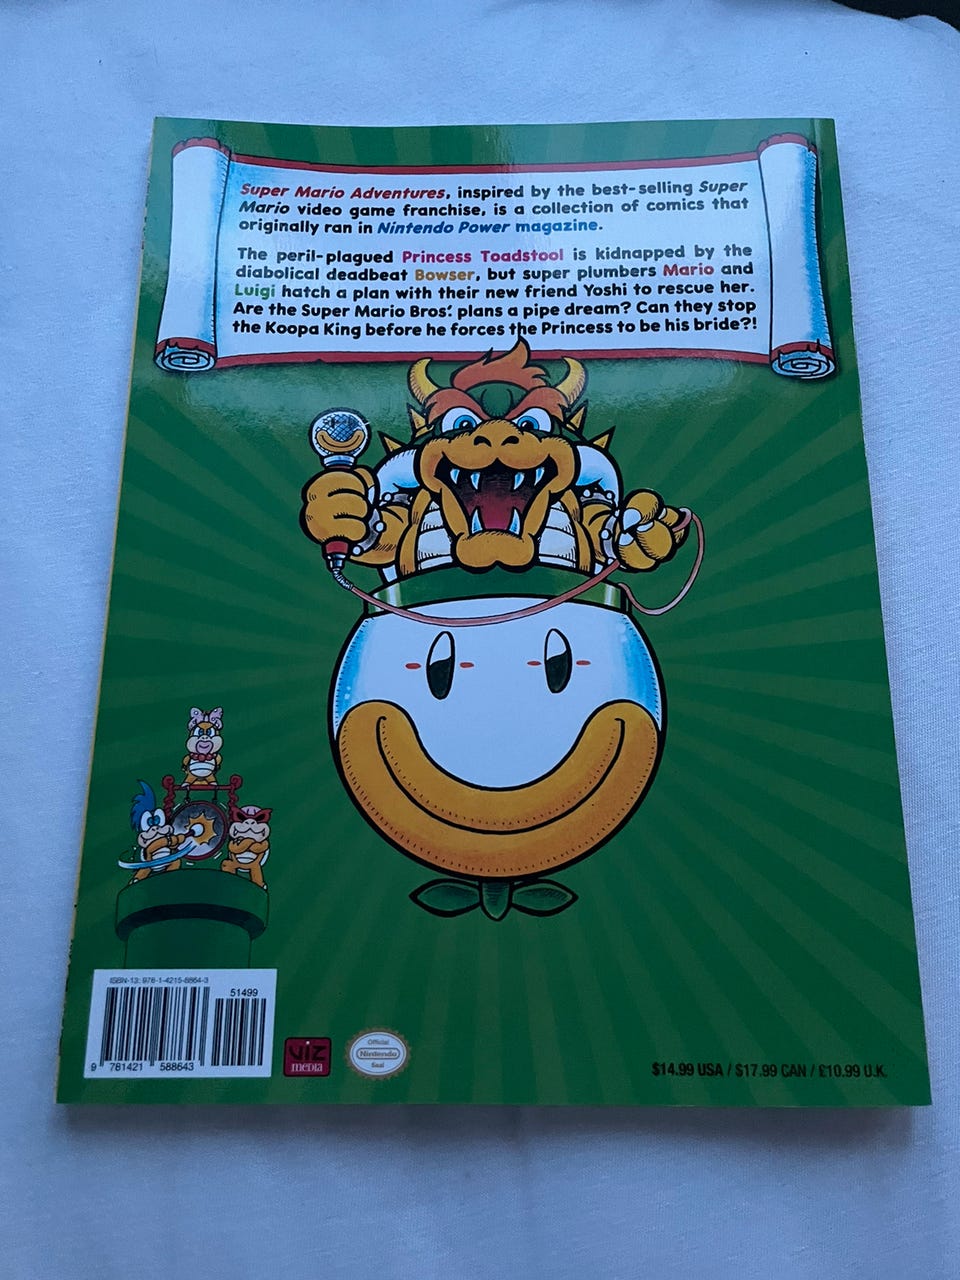 Super Mario Adventures, inspired by the best-selling Super
Mario video game franchise, is a collection of comics that
originally ran in Nintendo Power magazine.
The peril-plagued Princess Toadstool is kidnapped by the
diabolical deadbeat Bowser, but super plumbers Mario and
Luigi hatch a plan with their new friend Yoshi to rescue her.
Are the Super Mario Bros.' plans a pipe dream? Can they stop
the Koopa King before he forces the Princess to be his bride?!
ISBN-13: 978-1-4215-8864-3
51499
9 781421 588643
VIZ
media
Official
Nintendo
Seal
$14.99 USA / $17.99 CAN / £10.99 U.K.